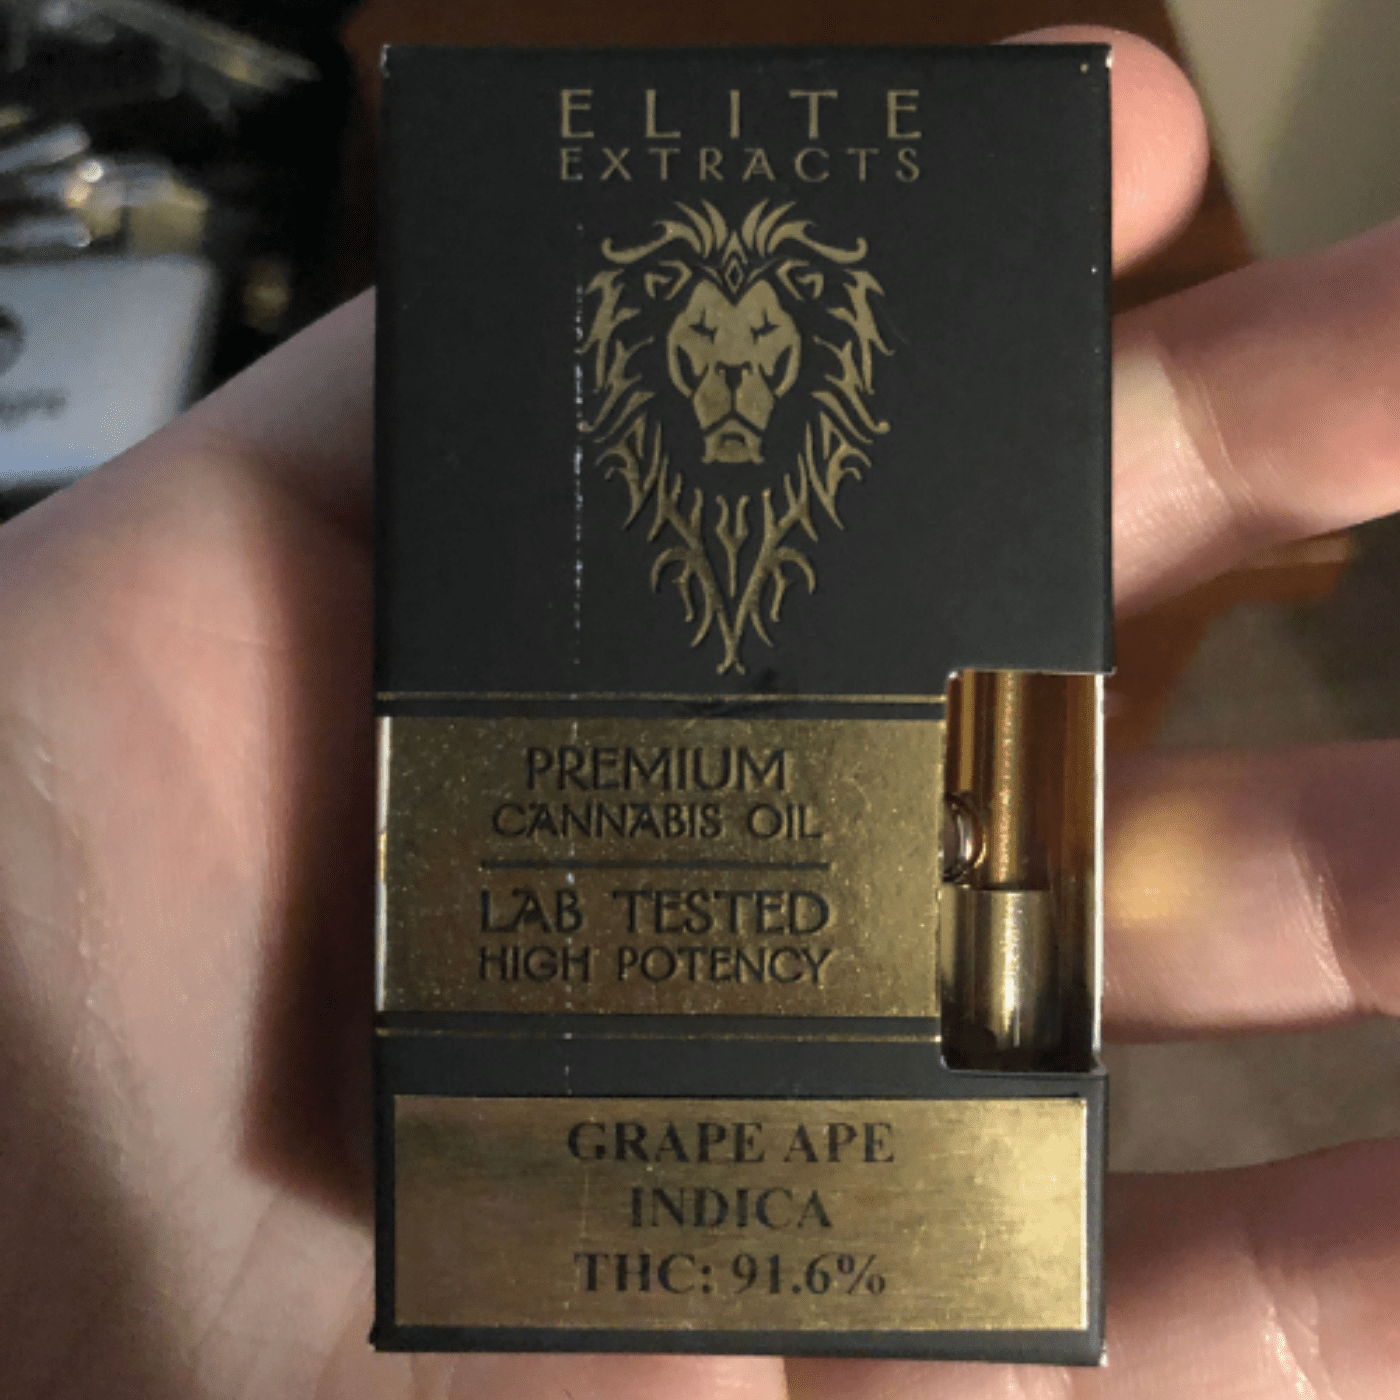 ELITE
EXTRACTS
PREMIUM
CANNABIS OIL
LAB TESTED
HIGH POTENCY
GRAPE APE
INDICA
THC: 91.6%